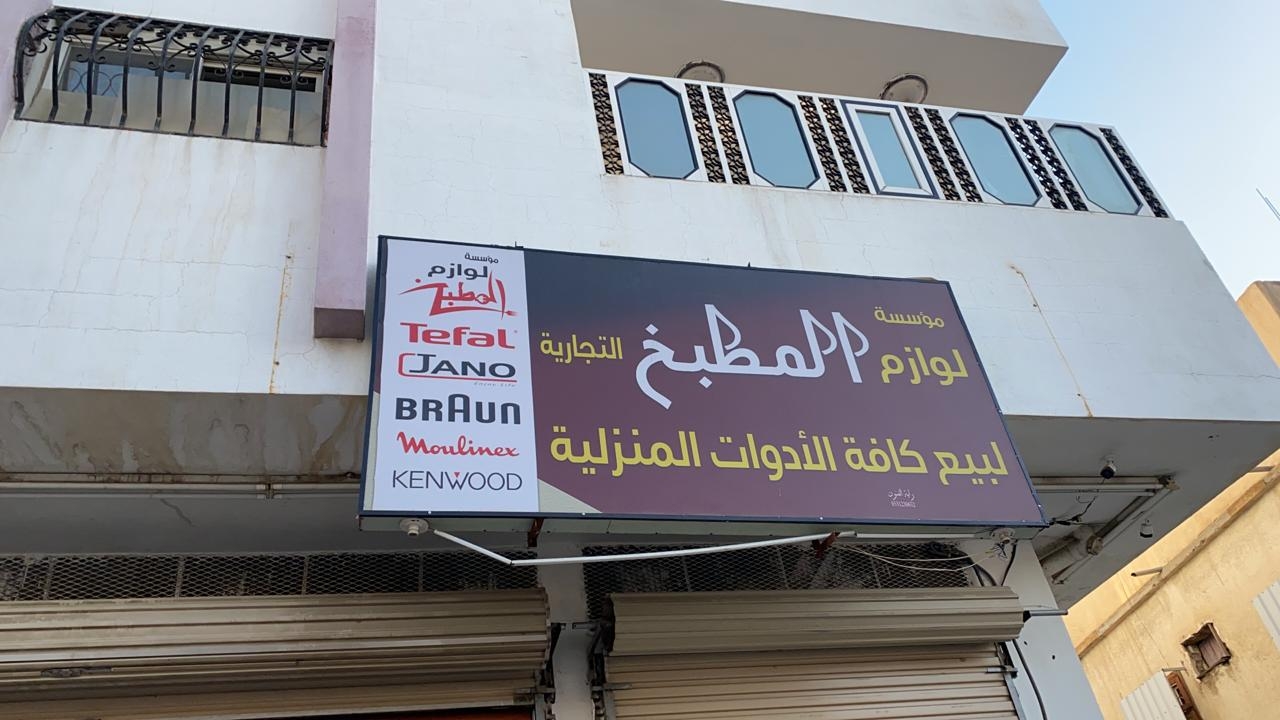 مؤسسة
لوازم
المطبخ
Tefal
JANO
BRAUN
Moulinex
KENWOOD
مؤسسة
لوازم المطبخ التجارية
لبيع كافة الأدوات المنزلية